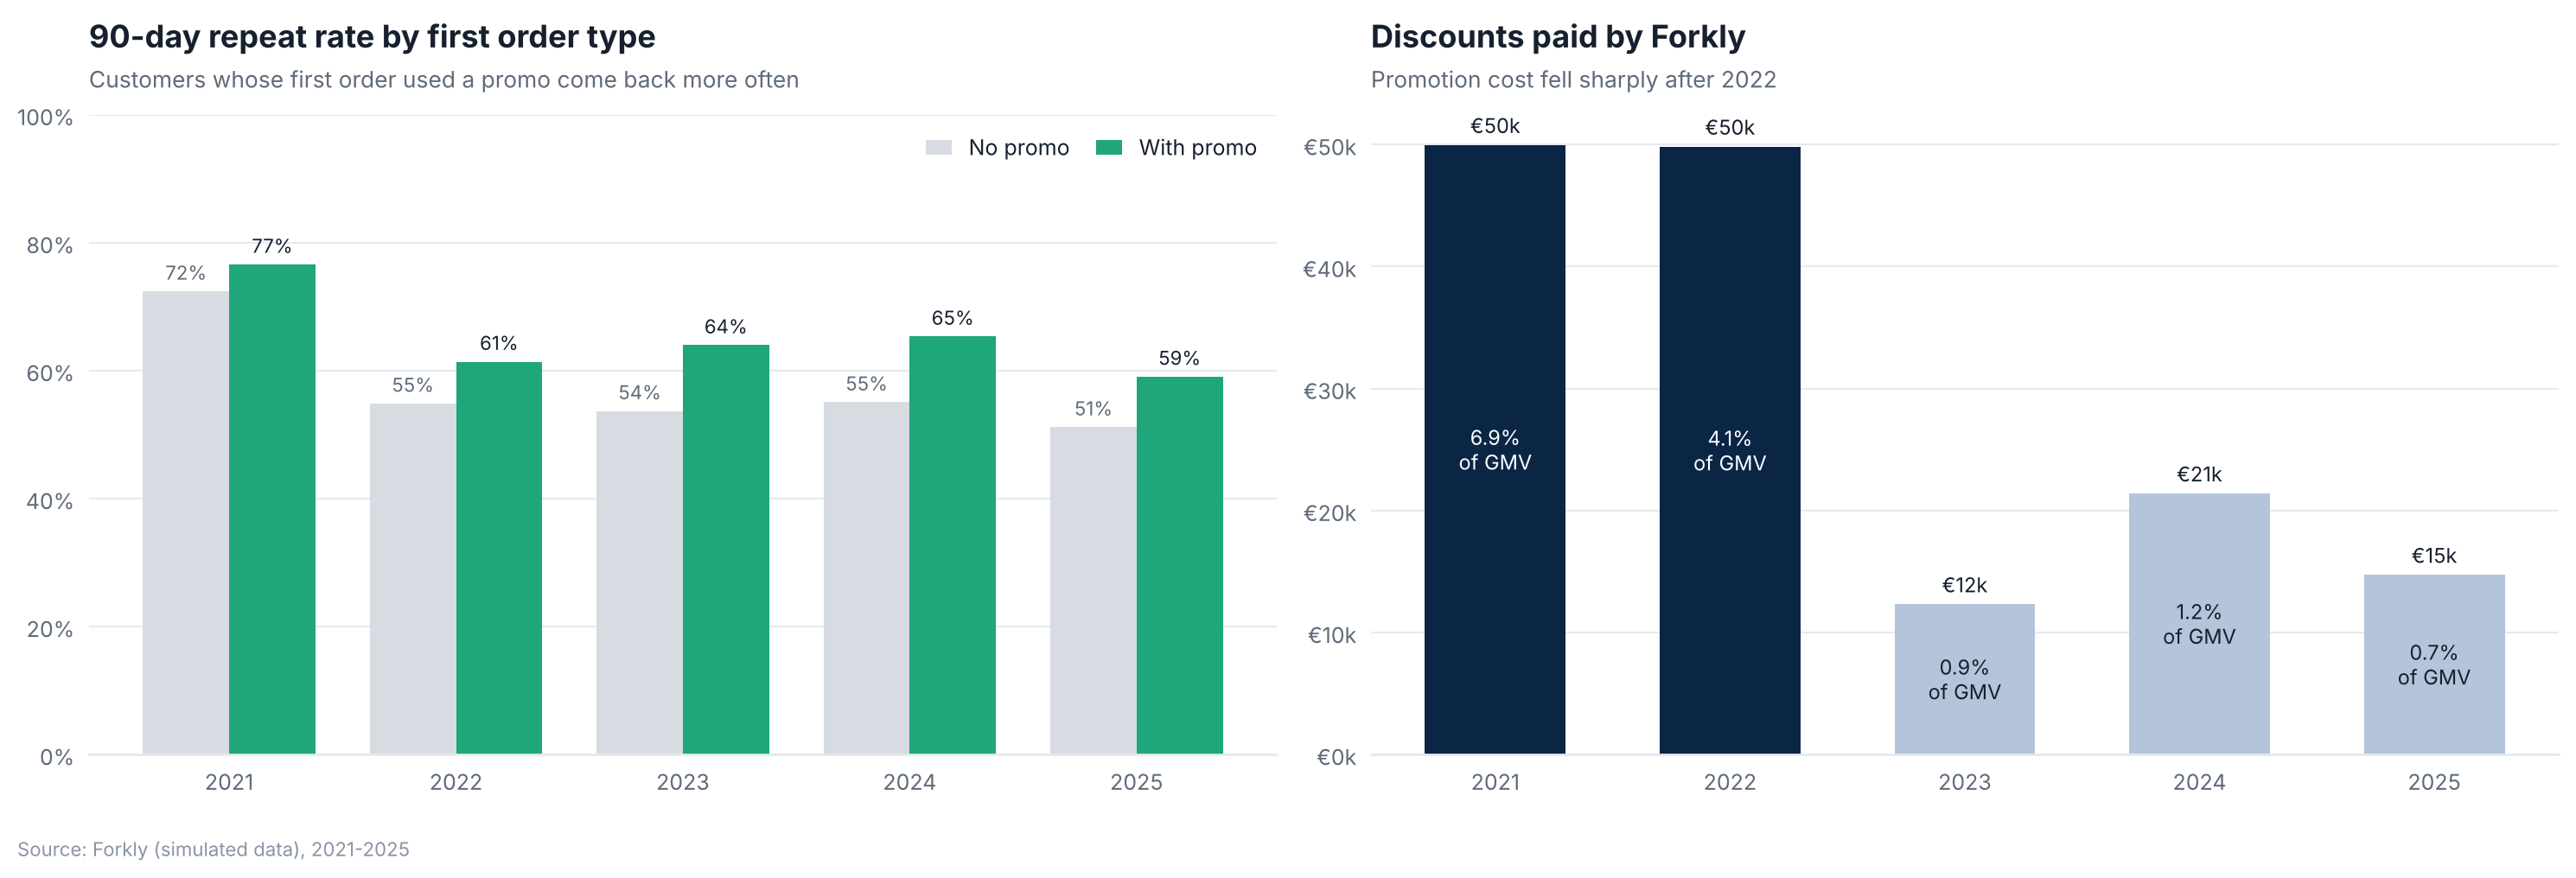 90-day repeat rate by first order type
Customers whose first order used a promo come back more often
100%
80%
60%
40%
20%
0%
No promo
With promo
72%
77%
55%
61%
54%
64%
55%
65%
51%
59%
2021
2022
2023
2024
2025
Discounts paid by Forkly
Promotion cost fell sharply after 2022
€50k
€40k
€30k
€20k
€10k
€0k
€50k
6.9%
of GMV
€50k
4.1%
of GMV
€12k
0.9%
of GMV
€21k
1.2%
of GMV
€15k
0.7%
of GMV
2021
2022
2023
2024
2025
Source: Forkly (simulated data), 2021-2025